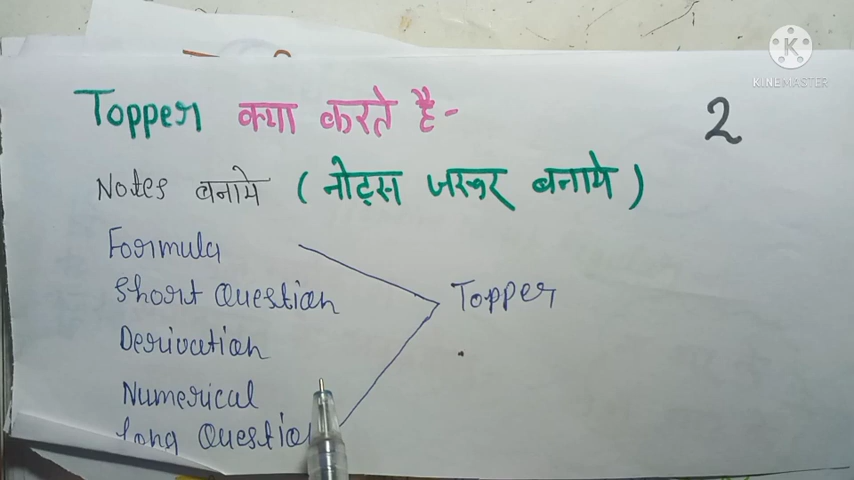 KINEMASTER
Topper क्या करते है-
2
Notes बनाये ( नोट्स जरूर बनाये )
Formula
Short Question
Topper
Derivation
Numerical
Long Question